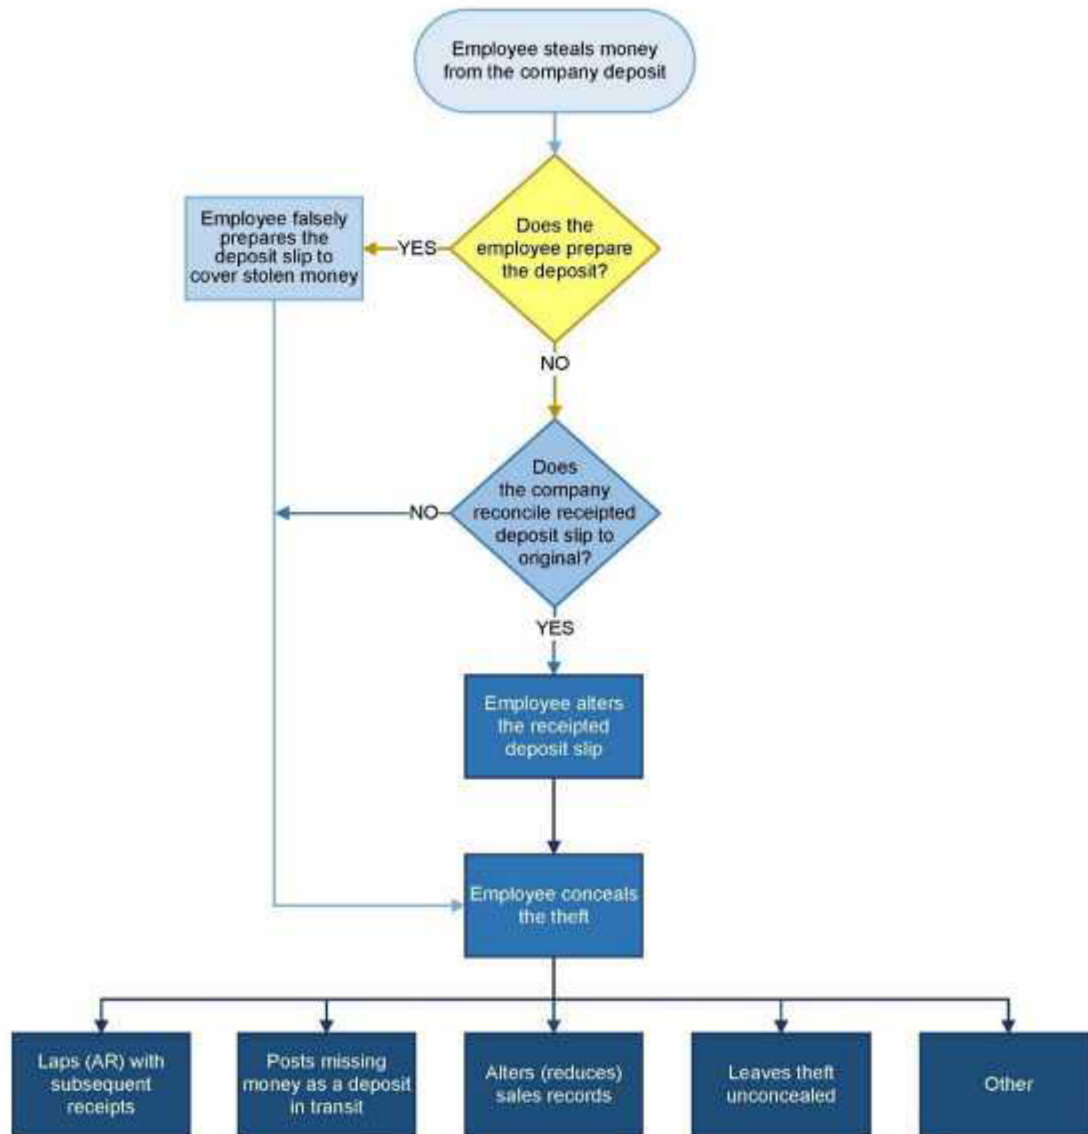 Employee steals money
from the company deposit
Does the
employee prepare
the deposit?
YES
Employee falsely
prepares the
deposit slip to
cover stolen money
NO
Does
the company
reconcile receipted
deposit slip to
original?
NO
YES
Employee alters
the receipted
deposit slip
Employee conceals
the theft
Laps (AR) with
subsequent
receipts
Posts missing
money as a deposit
in transit
Alters (reduces)
sales records
Leaves theft
unconcealed
Other